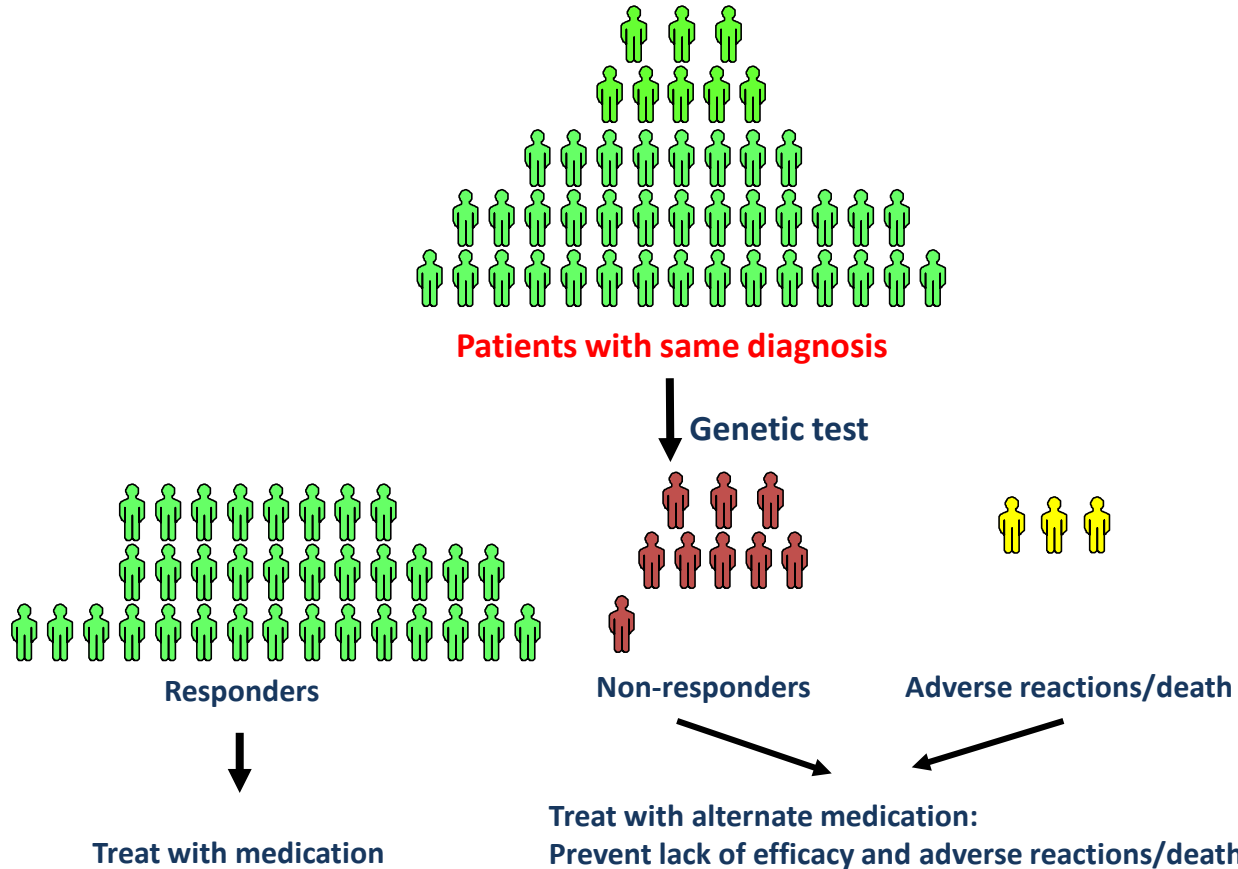 Patients with same diagnosis
Genetic test
Responders
Non-responders
Adverse reactions/death
Treat with medication
Treat with alternate medication:
Prevent lack of efficacy and adverse reactions/death